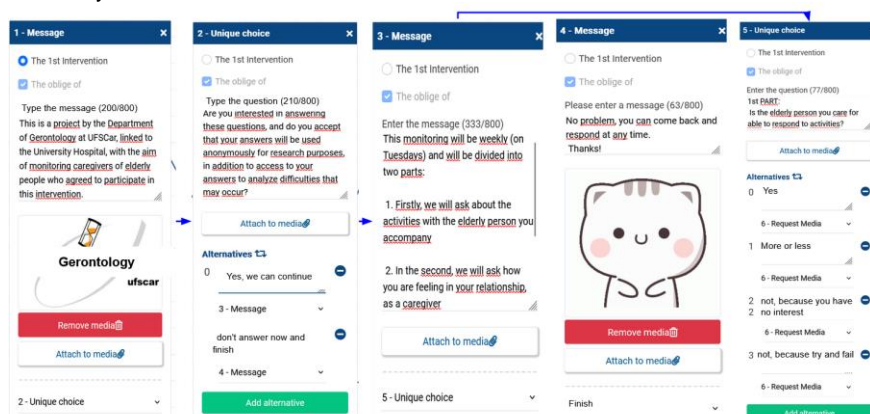 1 - Message
The 1st Intervention
The oblige of
Type the message (200/800)
This is a project by the Department
of Gerontology at UFSCar, linked to
the University Hospital, with the aim
of monitoring caregivers of elderly
people who agreed to participate in
this intervention.
Gerontology
ufscar
Remove media
Attach to media
2 - Unique choice
2 - Unique choice
The 1st Intervention
The oblige of
Type the question (210/800)
Are you interested in answering
these questions, and do you accept
that your answers will be used
anonymously for research purposes,
in addition to access to your
answers to analyze difficulties that
may occur?
Attach to media
Alternatives
0 Yes, we can continue
3 - Message
don't answer now and
finish
4 - Message
Add alternative
3 - Message
The 1st Intervention
The oblige of
Enter the message (333/800)
This monitoring will be weekly (on
Tuesdays) and will be divided into
two parts:
1. Firstly, we will ask about the
activities with the elderly person you
accompany
2. In the second, we will ask how
you are feeling in your relationship,
as a caregiver
Attach to media
5 - Unique choice
4 - Message
The 1st Intervention
The oblige of
Please enter a message (63/800)
No problem, you can come back and
respond at any time.
Thanks!
Remove media
Attach to media
Finish
5 - Unique choice
The 1st Intervention
The oblige of
Enter the question (77/800)
1st PART:
Is the elderly person you care for
able to respond to activities?
Attach to media
Alternatives
0 Yes
6 - Request Media
1 More or less
6 - Request Media
2 not, because you have
2 no interest
6 - Request Media
3 not, because try and fail
6 - Request Media
Add alternative